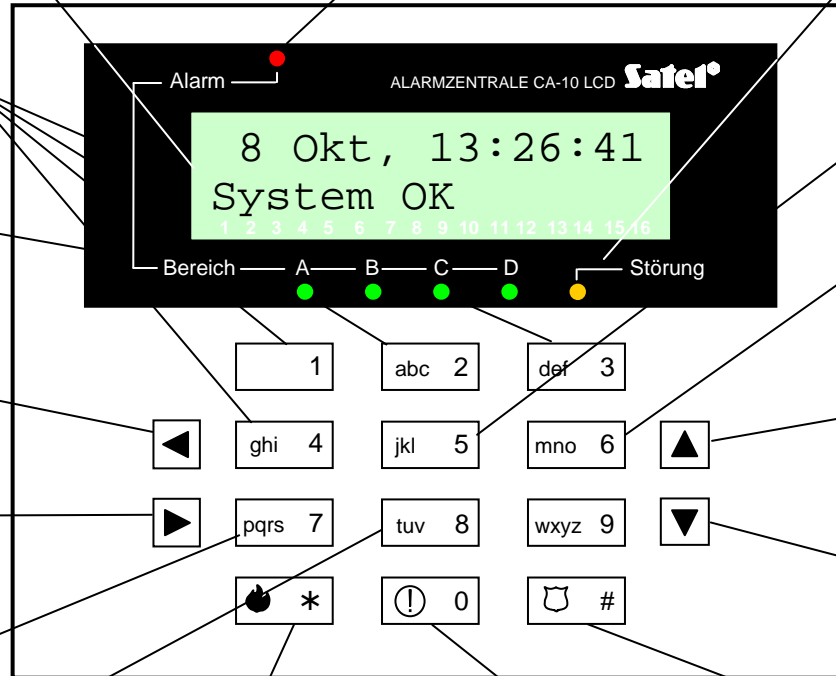 Alarm
ALARMZENTRALE CA-10 LCD Satel®
8 Okt, 13:26:41
System OK
1 2 3 4 5 6 7 8 9 10 11 12 13 14 15 16
Bereich A B C D Störung
1 abc 2 def 3
ghi 4 jkl 5 mno 6
pqrs 7 tuv 8 wxyz 9
* 0 #